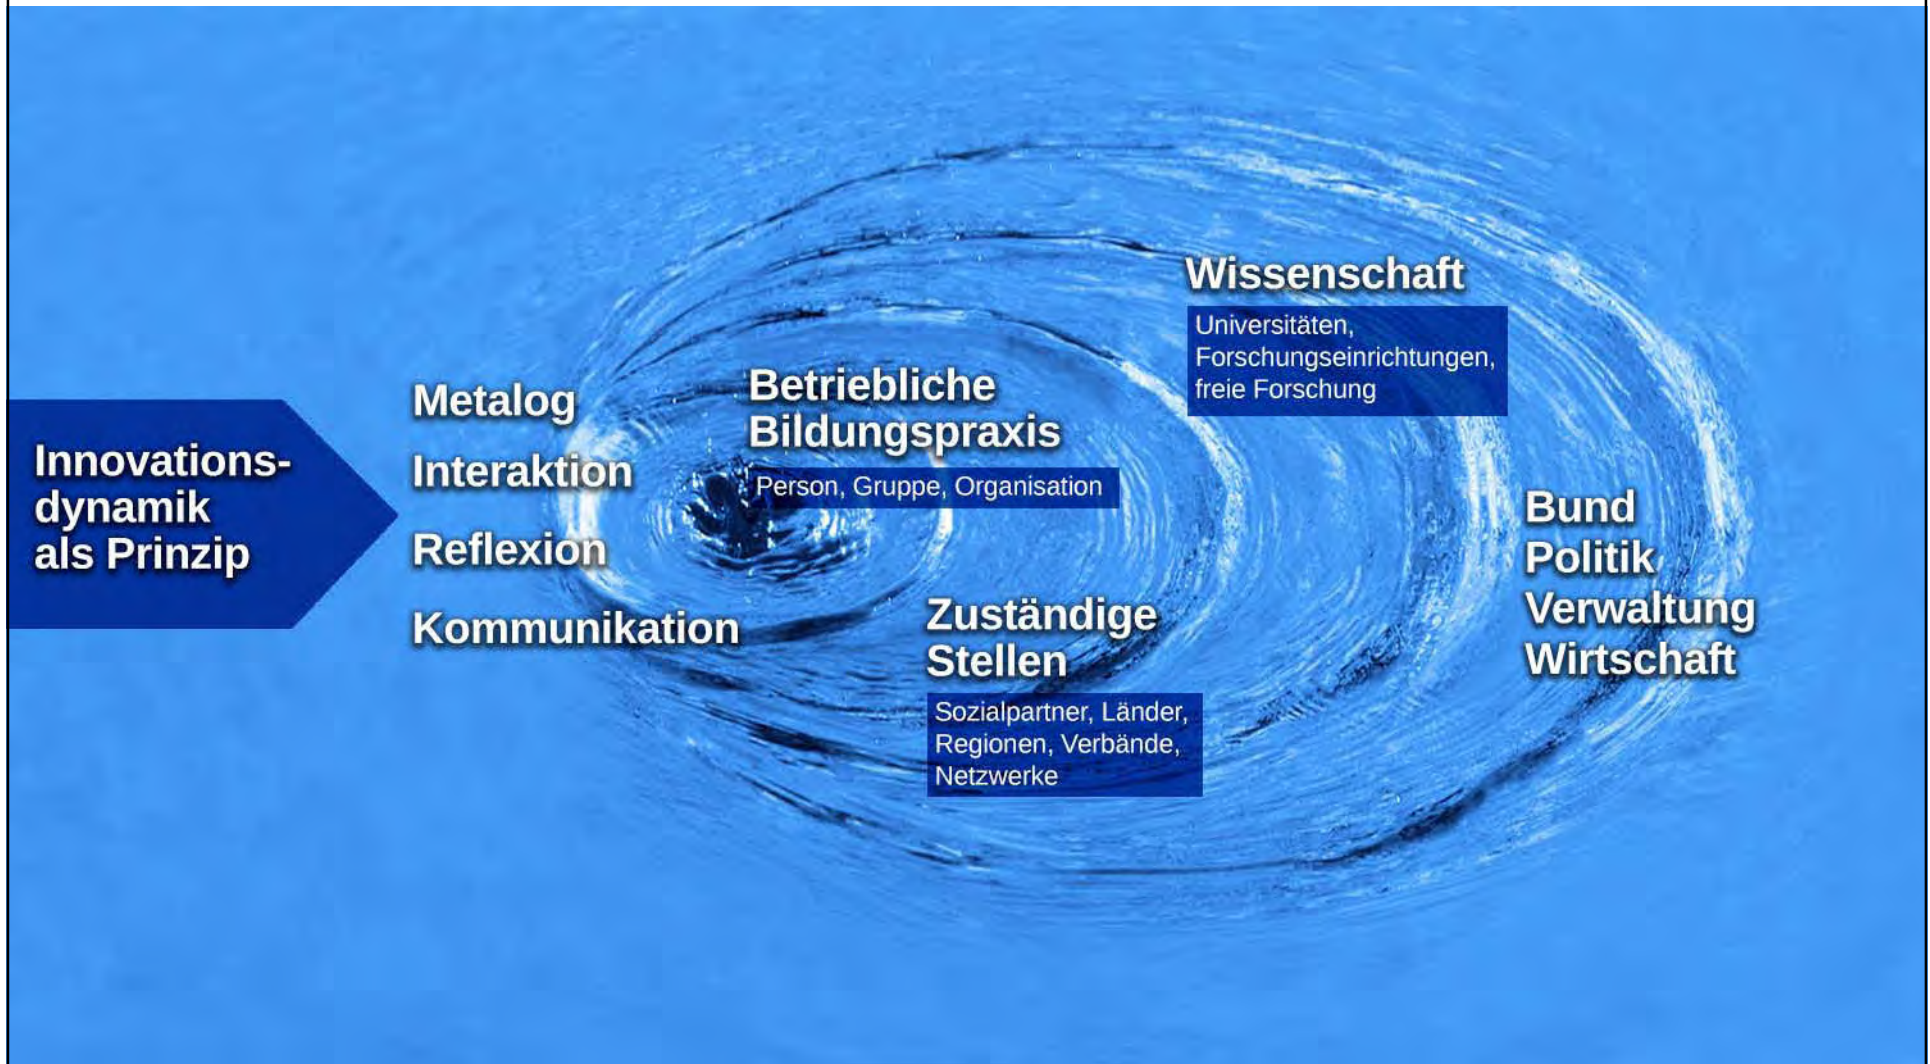 Innovations-
dynamik
als Prinzip
Metalog
Interaktion
Reflexion
Kommunikation
Betriebliche
Bildungspraxis
Person, Gruppe, Organisation
Zuständige
Stellen
Sozialpartner, Länder,
Regionen, Verbände,
Netzwerke
Wissenschaft
Universitäten,
Forschungseinrichtungen,
freie Forschung
Bund
Politik
Verwaltung
Wirtschaft